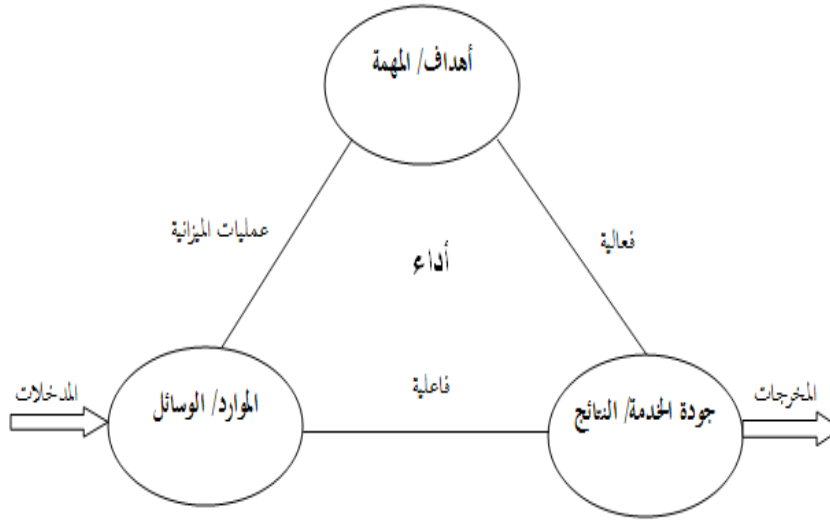 أهداف/ المهمة
عمليات الميزانية
فعالية
أداء
المدخلات
الموارد/ الوسائل
فاعلية
جودة الخدمة/ النتائج
المخرجات